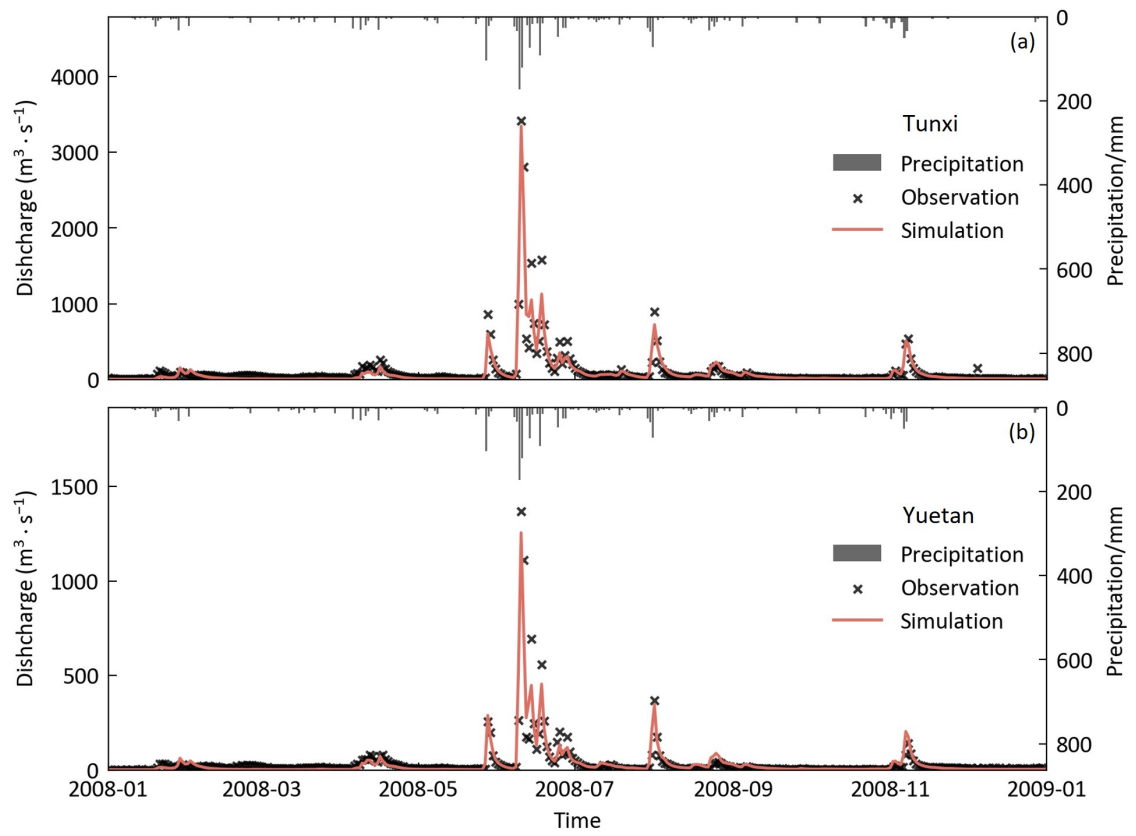 0
(a)
4000
200
Tunxi
3000
400
Precipitation
Observation
2000
Simulation
600
1000
800
0
Dishcharge (m³ · s⁻¹)
Precipitation/mm
0
(b)
1500
200
Yuetan
Precipitation
1000
400
Observation
Simulation
600
500
800
0
Dishcharge (m³ · s⁻¹)
Precipitation/mm
2008-01 2008-03 2008-05 2008-07 2008-09 2008-11 2009-01
Time